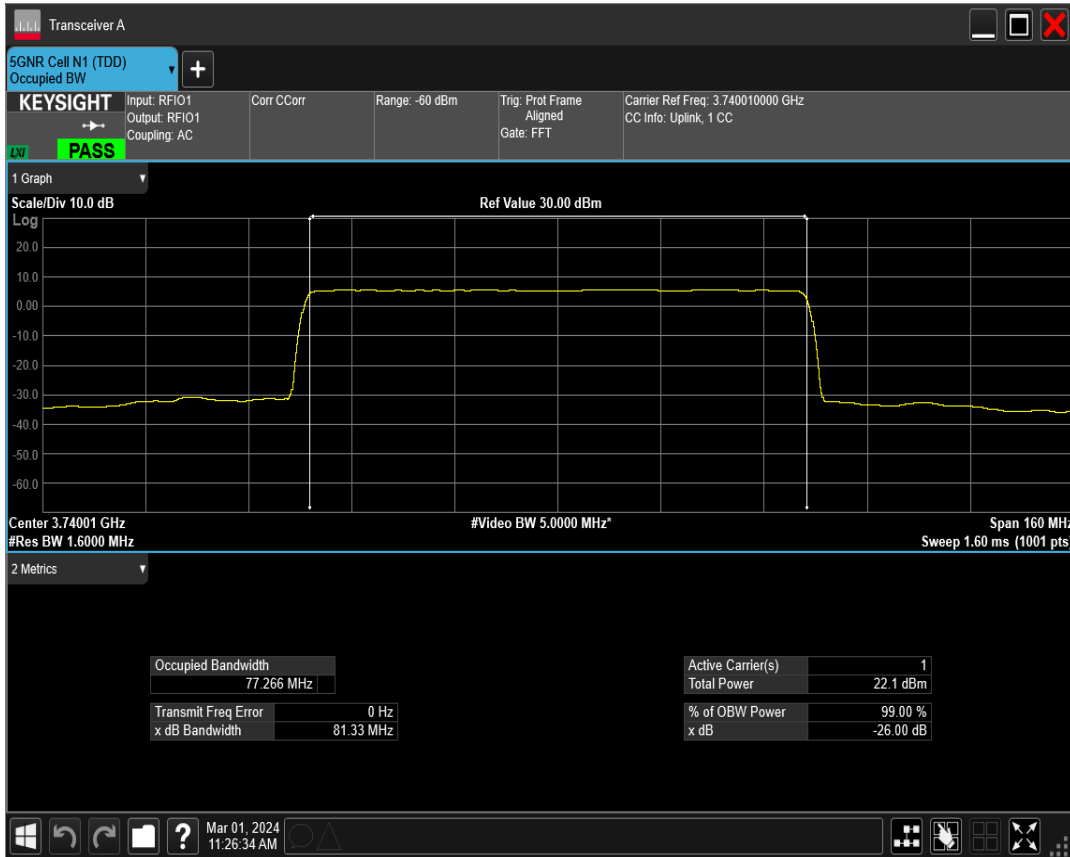 Transceiver A
5GNR Cell N1 (TDD)
Occupied BW
+
KEYSIGHT
LXI
PASS
Input: RFIO1
Output: RFIO1
Coupling: AC
Corr CCorr
Range: -60 dBm
Trig: Prot Frame
Aligned
Gate: FFT
Carrier Ref Freq: 3.740010000 GHz
CC Info: Uplink, 1 CC
1 Graph
Scale/Div 10.0 dB
Ref Value 30.00 dBm
Log
20.0
10.0
0.00
-10.0
-20.0
-30.0
-40.0
-50.0
-60.0
Center 3.74001 GHz
#Video BW 5.0000 MHz*
Span 160 MHz
#Res BW 1.6000 MHz
Sweep 1.60 ms (1001 pts)
2 Metrics
Occupied Bandwidth
77.266 MHz
Transmit Freq Error 0 Hz
x dB Bandwidth 81.33 MHz
Active Carrier(s) 1
Total Power 22.1 dBm
% of OBW Power 99.00 %
x dB -26.00 dB
?
Mar 01, 2024
11:26:34 AM